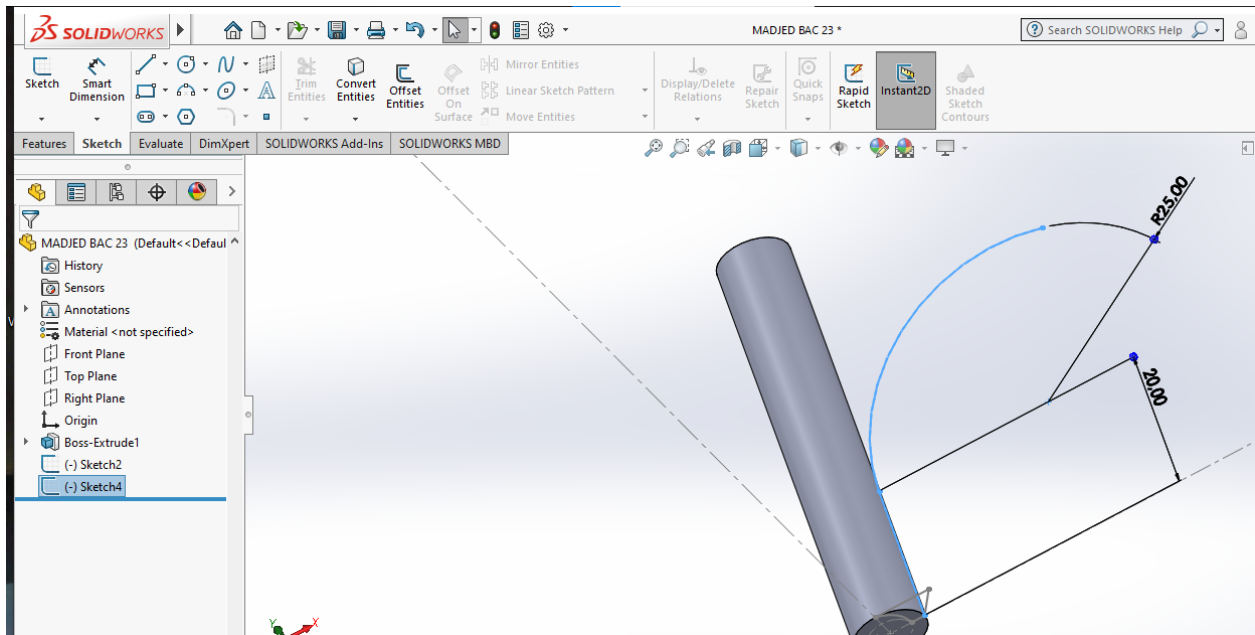 SOLIDWORKS
MADJED BAC 23 *
Search SOLIDWORKS Help
Sketch
Smart Dimension
Trim Entities
Convert Entities
Offset Entities
Offset On Surface
Mirror Entities
Linear Sketch Pattern
Move Entities
Display/Delete Relations
Repair Sketch
Quick Snaps
Rapid Sketch
Instant2D
Shaded Sketch Contours
Features
Sketch
Evaluate
DimXpert
SOLIDWORKS Add-Ins
SOLIDWORKS MBD
MADJED BAC 23 (Default<<Defaul
History
Sensors
Annotations
Material <not specified>
Front Plane
Top Plane
Right Plane
Origin
Boss-Extrude1
(-) Sketch2
(-) Sketch4
R25,00
20,00
Y
X